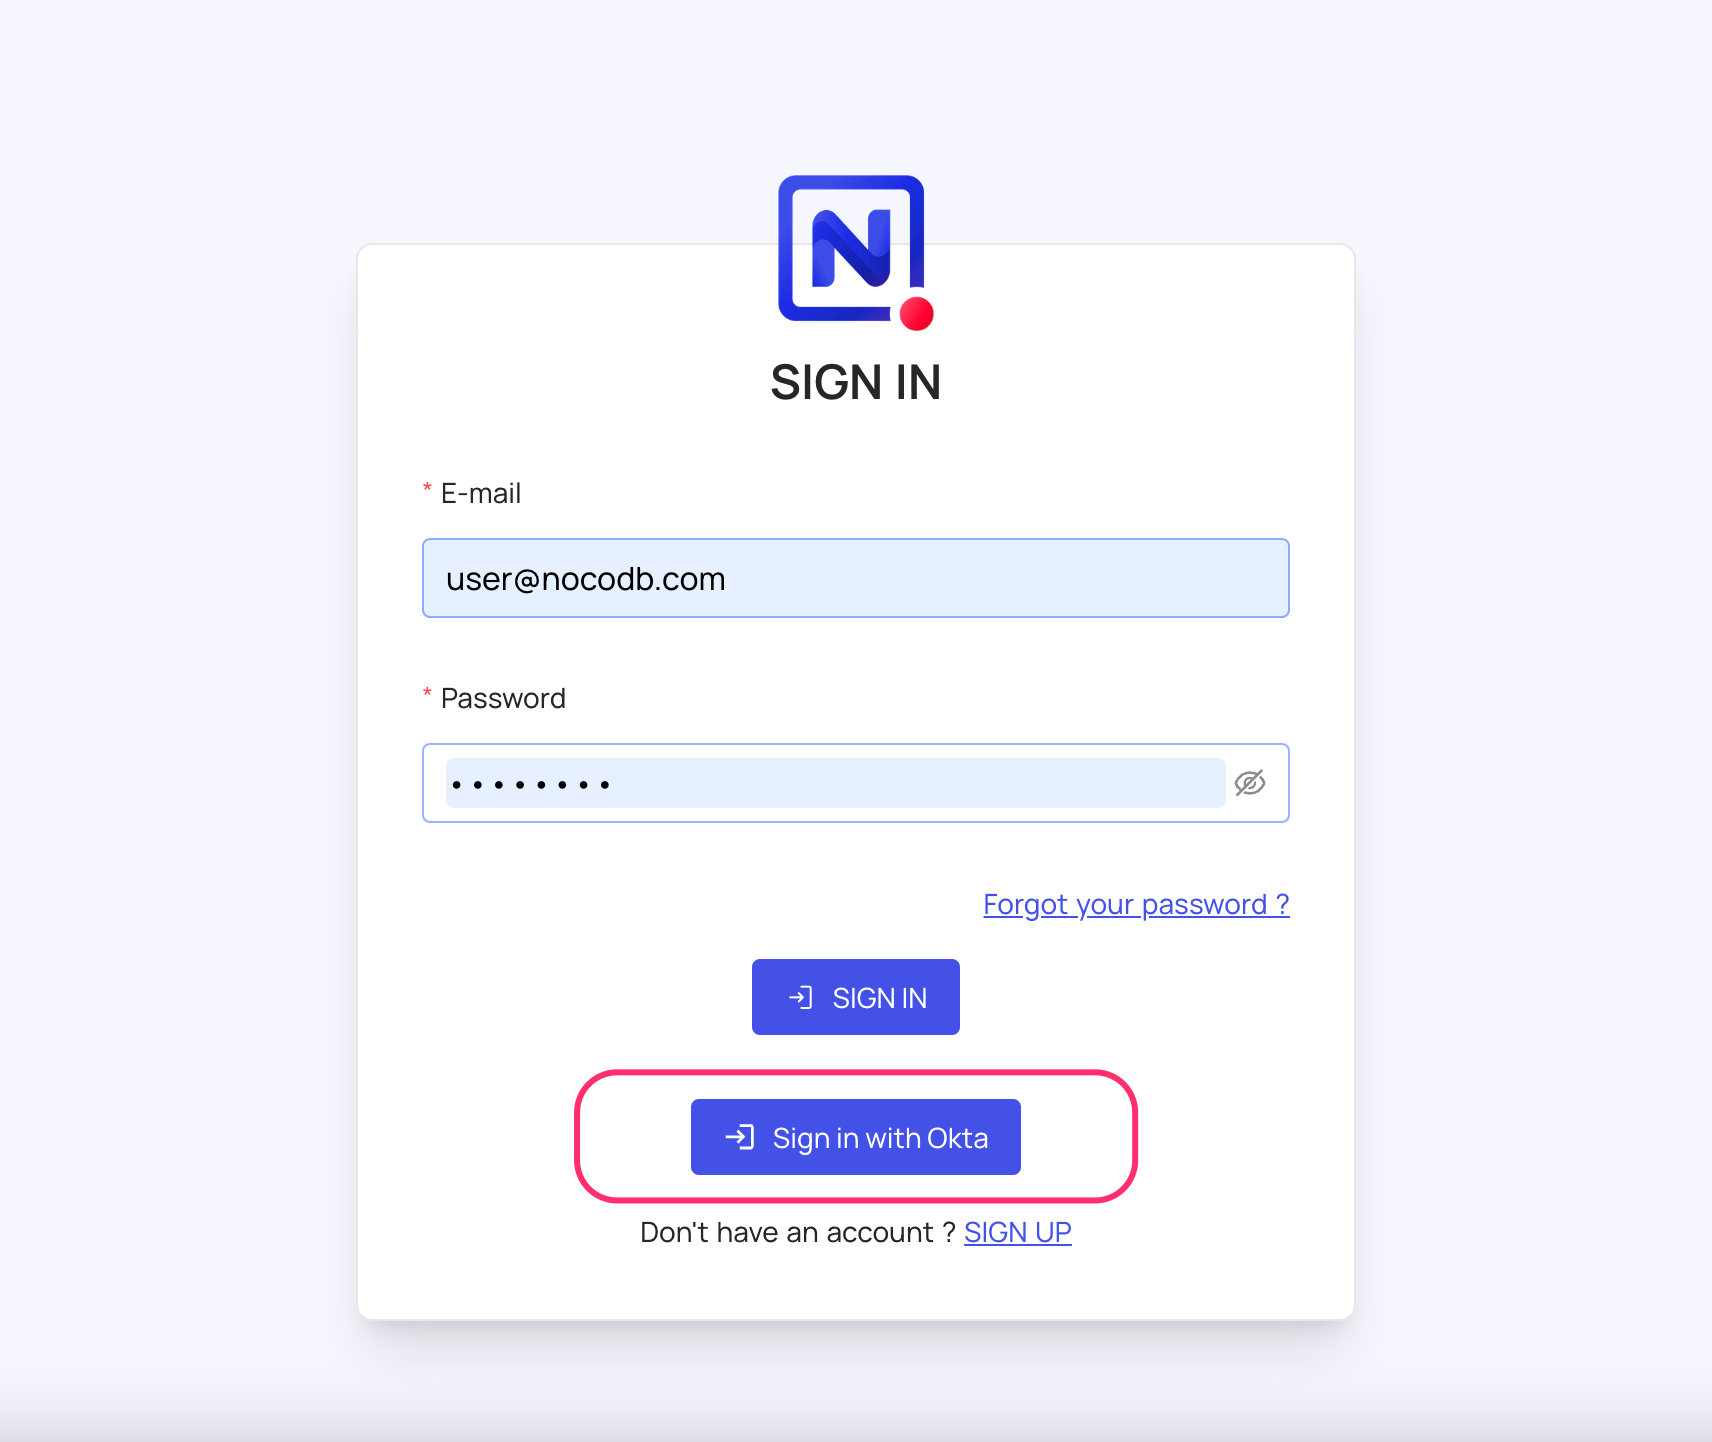 N
SIGN IN
* E-mail
user@nocodb.com
* Password
••••••••
Forgot your password ?
SIGN IN
Sign in with Okta
Don't have an account ? SIGN UP